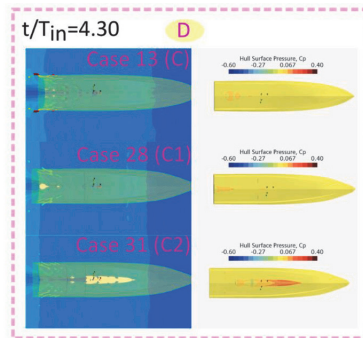 t/Tin=4.30
D
Case 13 (C)
Hull Surface Pressure, Cp
-0.60 -0.27 0.067 0.40
Case 28 (C1)
Hull Surface Pressure, Cp
-0.60 -0.27 0.067 0.40
Case 31 (C2)
Hull Surface Pressure, Cp
-0.60 -0.27 0.067 0.40